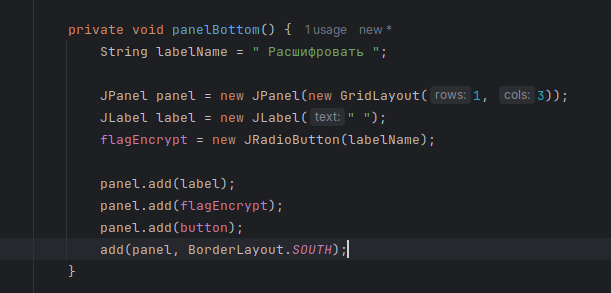 private void panelBottom() { 1 usage new *
String labelName = " Расшифровать ";
JPanel panel = new JPanel(new GridLayout( rows: 1, cols: 3));
JLabel label = new JLabel( text: " ");
flagEncrypt = new JRadioButton(labelName);
panel.add(label);
panel.add(flagEncrypt);
panel.add(button);
add(panel, BorderLayout.SOUTH);
}